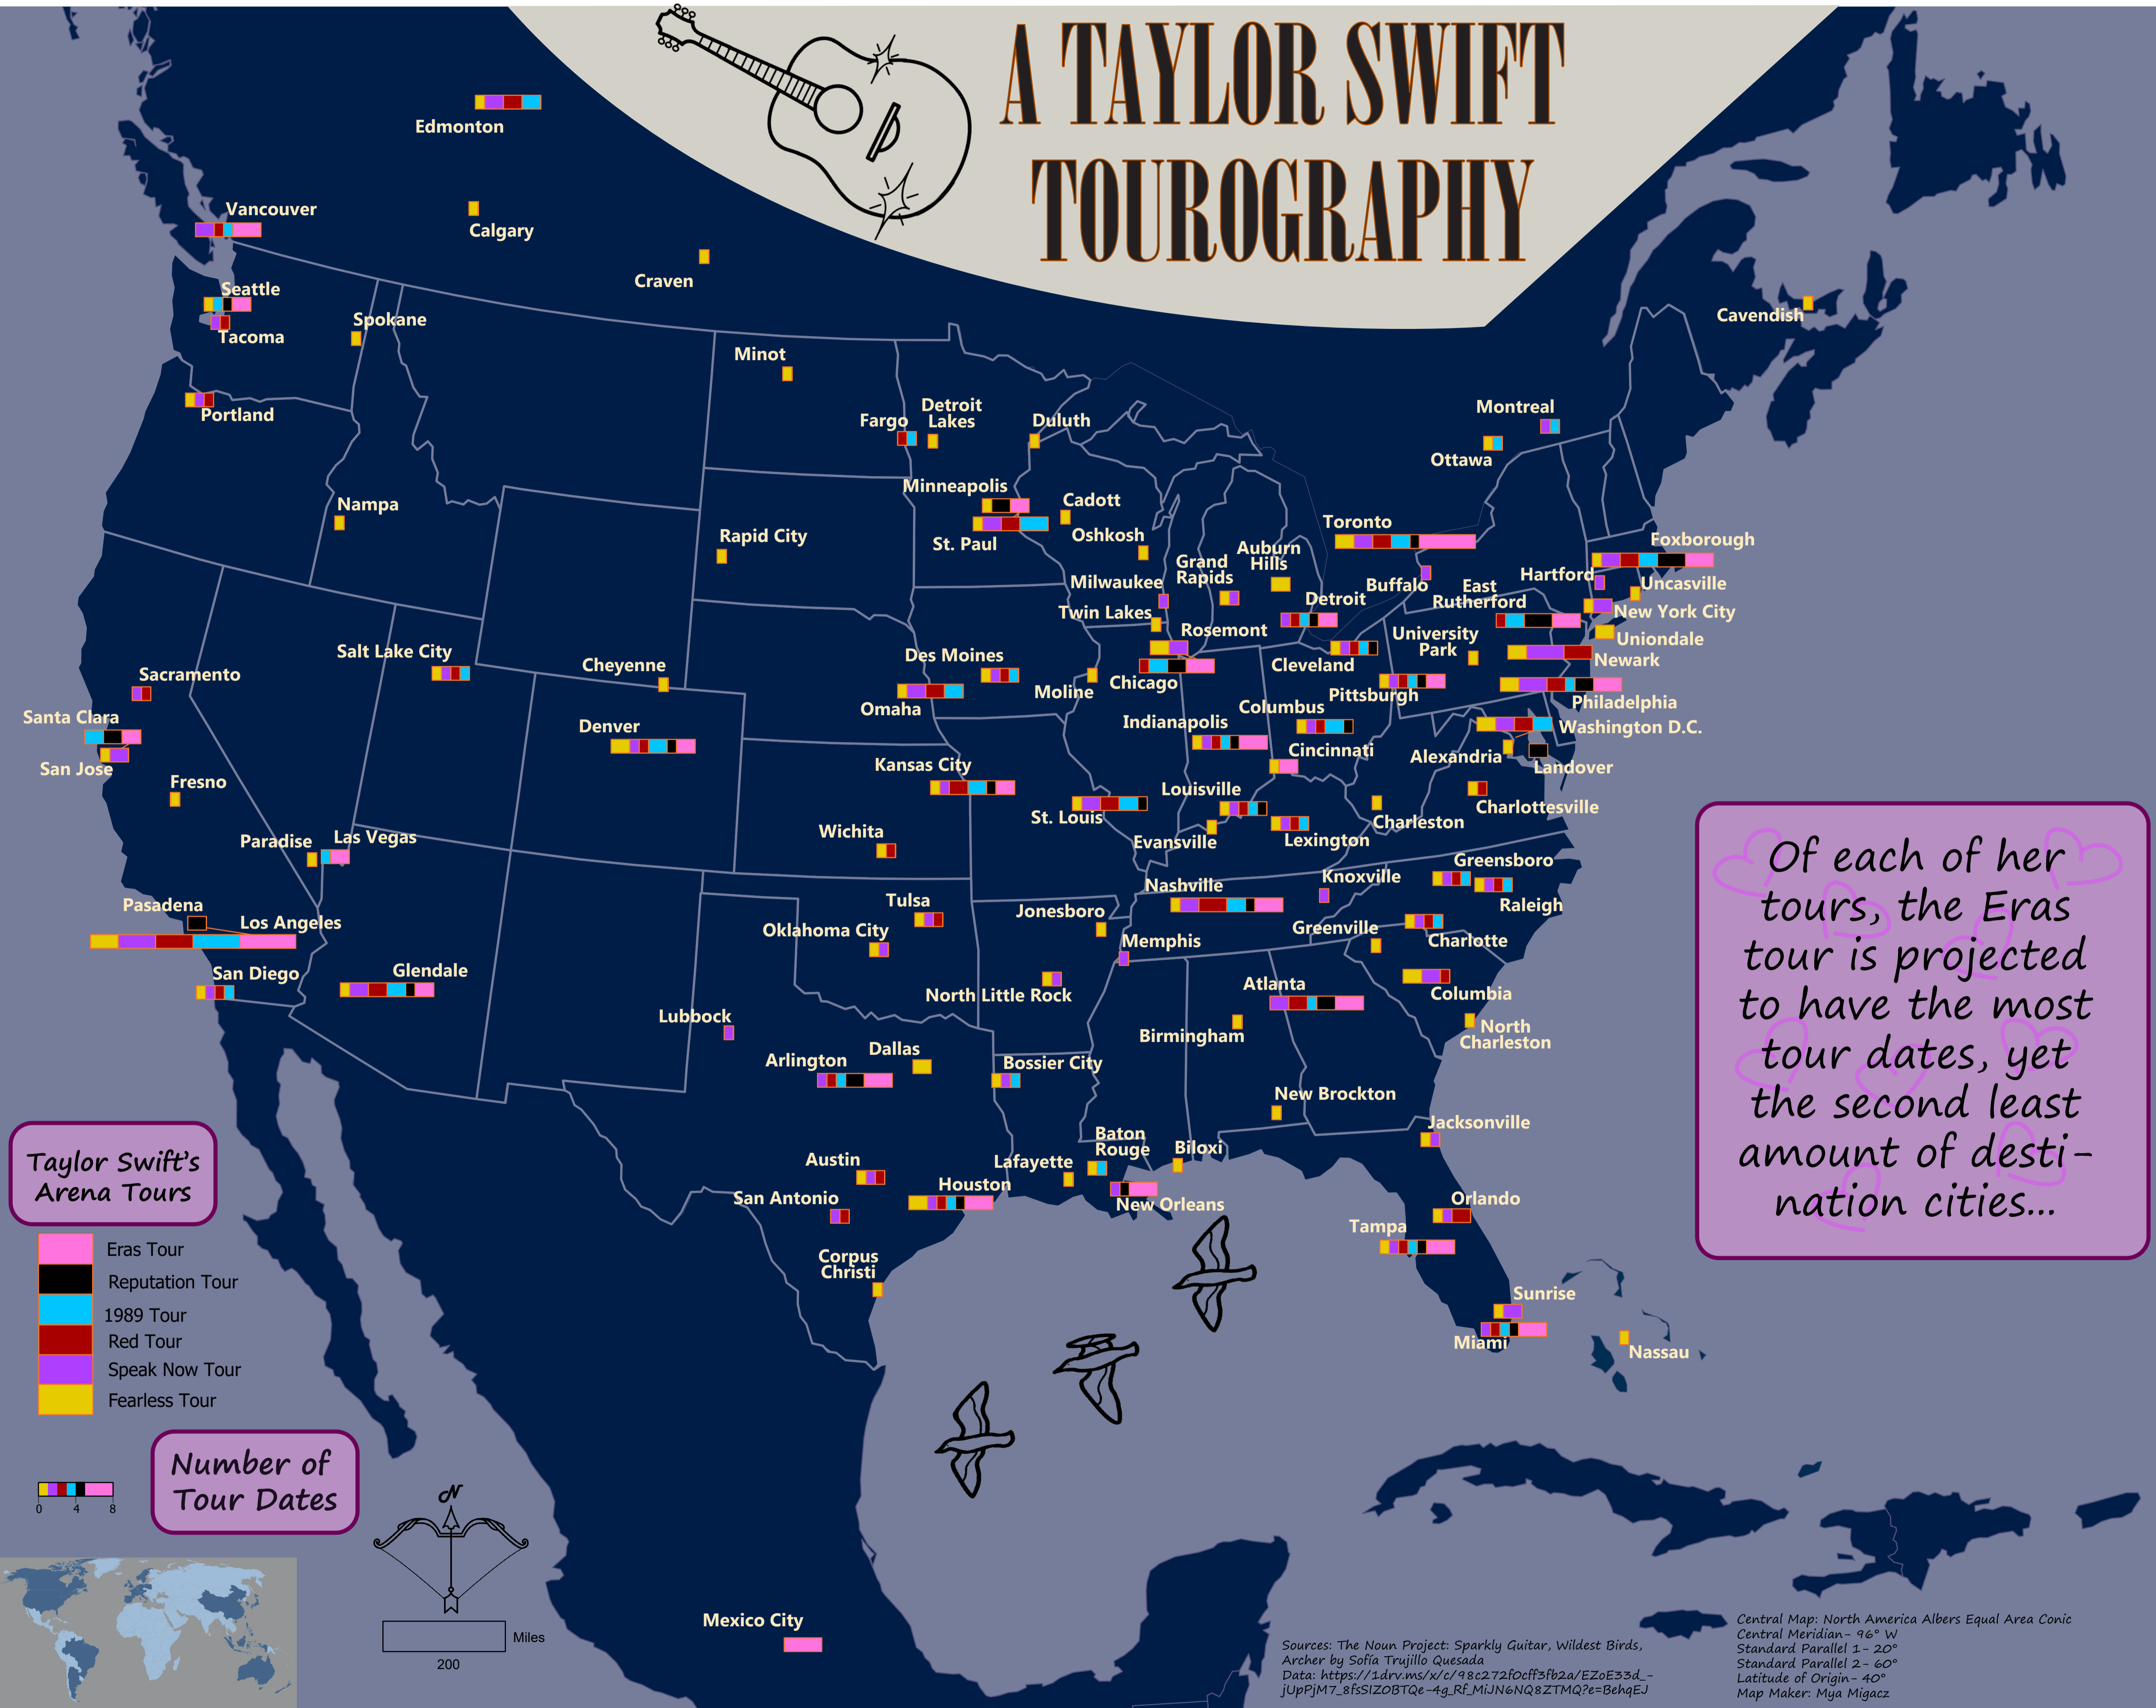 A TAYLOR SWIFT
TOUROGRAPHY
Edmonton
Vancouver
Calgary
Craven
Seattle
Tacoma
Spokane
Cavendish
Minot
Portland
Fargo
Detroit
Lakes
Duluth
Montreal
Ottawa
Nampa
Minneapolis
St. Paul
Cadott
Oshkosh
Rapid City
Toronto
Auburn
Hills
Grand
Rapids
Milwaukee
Twin Lakes
Foxborough
Hartford
Uncasville
Buffalo
East
Rutherford
Detroit
New York City
Uniondale
Rosemont
Chicago
University
Park
Newark
Cleveland
Pittsburgh
Philadelphia
Salt Lake City
Cheyenne
Des Moines
Moline
Omaha
Sacramento
Santa Clara
San Jose
Denver
Indianapolis
Columbus
Washington D.C.
Cincinnati
Alexandria
Landover
Fresno
Kansas City
St. Louis
Louisville
Evansville
Lexington
Charleston
Charlottesville
Paradise
Las Vegas
Wichita
Greensboro
Raleigh
Nashville
Knoxville
Pasadena
Los Angeles
Tulsa
Oklahoma City
Jonesboro
Memphis
Greenville
Charlotte
San Diego
Glendale
North Little Rock
Atlanta
Columbia
Lubbock
Birmingham
North
Charleston
Arlington
Dallas
Bossier City
New Brockton
Jacksonville
Baton
Rouge
Biloxi
Lafayette
New Orleans
Austin
San Antonio
Houston
Orlando
Tampa
Corpus
Christi
Sunrise
Miami
Nassau
Mexico City
Of each of her
tours, the Eras
tour is projected
to have the most
tour dates, yet
the second least
amount of desti-
nation cities...
Taylor Swift's
Arena Tours
Eras Tour
Reputation Tour
1989 Tour
Red Tour
Speak Now Tour
Fearless Tour
Number of
Tour Dates
0 4 8
N
Miles
200
Sources: The Noun Project: Sparkly Guitar, Wildest Birds,
Archer by Sofía Trujillo Quesada
Data: https://1drv.ms/x/c/98c272f0cff3fb2a/EZoE33d_-
jUpPjM7_8fsSIZOBTQe-4g_Rf_MiJN6NQ8ZTMQ?e=BehqEJ
Central Map: North America Albers Equal Area Conic
Central Meridian- 96° W
Standard Parallel 1- 20°
Standard Parallel 2- 60°
Latitude of Origin- 40°
Map Maker: Mya Migacz